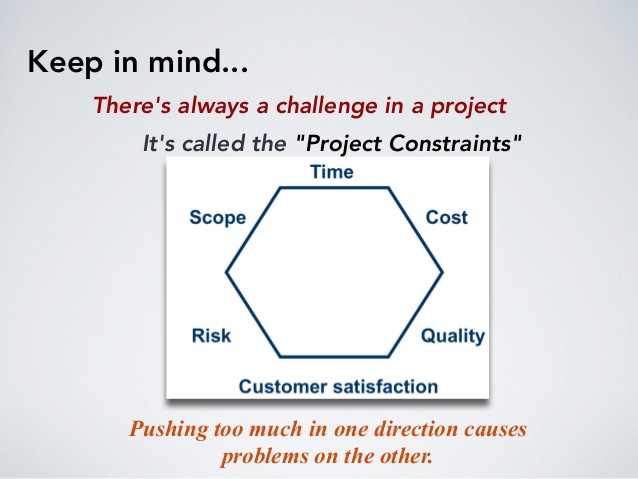 Keep in mind...
There's always a challenge in a project
It's called the "Project Constraints"
Time
Scope
Cost
Risk
Quality
Customer satisfaction
Pushing too much in one direction causes
problems on the other.